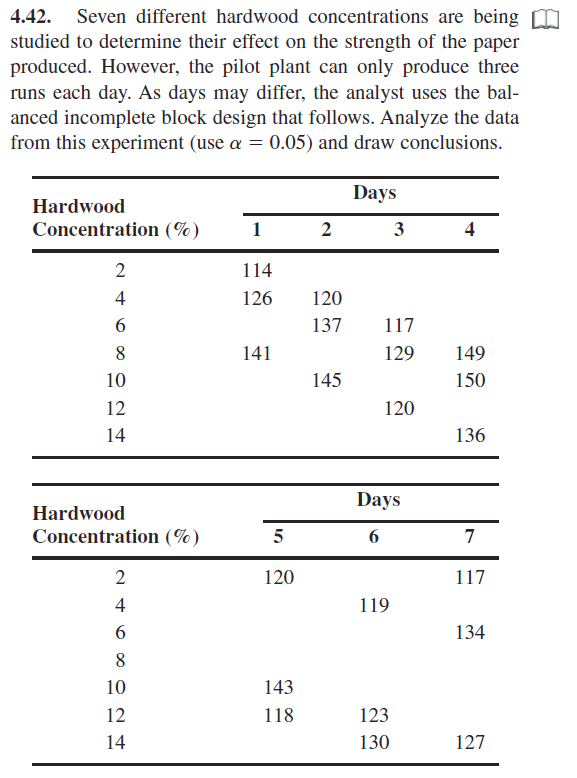 4.42. Seven different hardwood concentrations are being
studied to determine their effect on the strength of the paper
produced. However, the pilot plant can only produce three
runs each day. As days may differ, the analyst uses the bal-
anced incomplete block design that follows. Analyze the data
from this experiment (use α = 0.05) and draw conclusions.
Days
Hardwood
Concentration (%) 1 2 3 4
2 114
4 126 120
6 137 117
8 141 129 149
10 145 150
12 120
14 136
Days
Hardwood
Concentration (%) 5 6 7
2 120 117
4 119
6 134
8
10 143
12 118 123
14 130 127